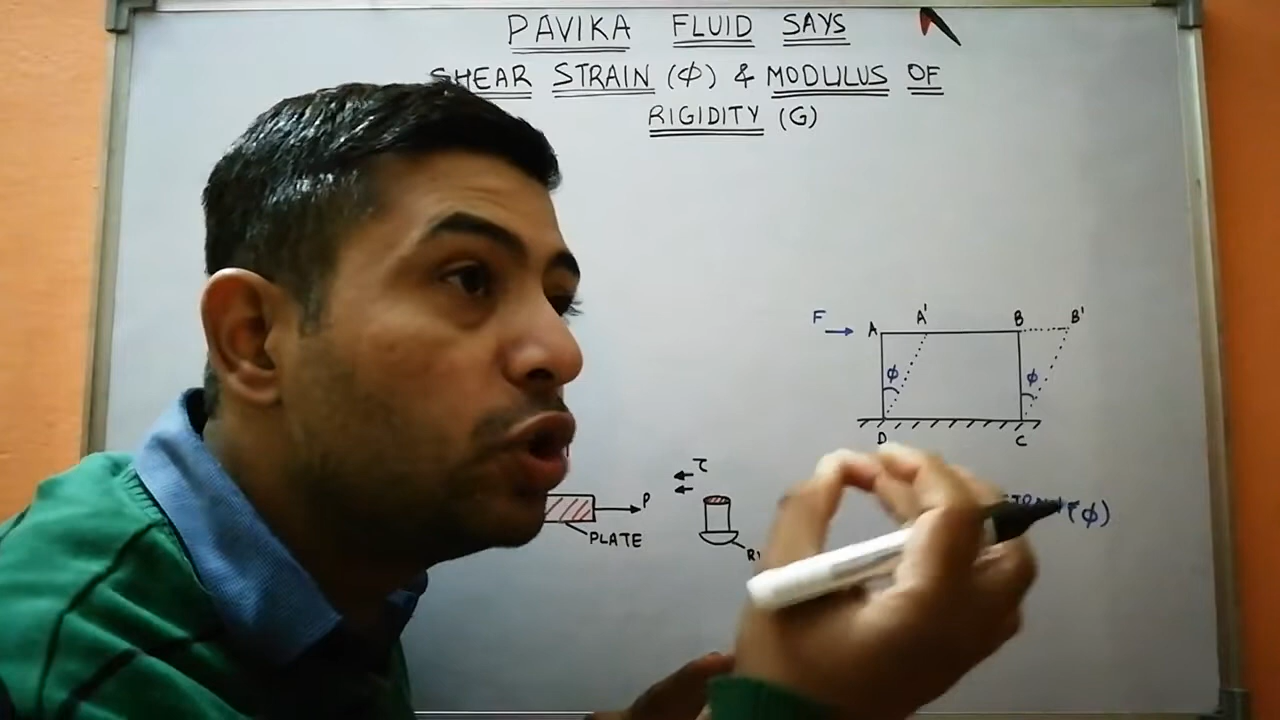 PAVIKA FLUID SAYS
SHEAR STRAIN (Φ) & MODULUS OF
RIGIDITY (G)
F A A' B B'
Φ Φ
D C
τ
P
PLATE
(Φ)